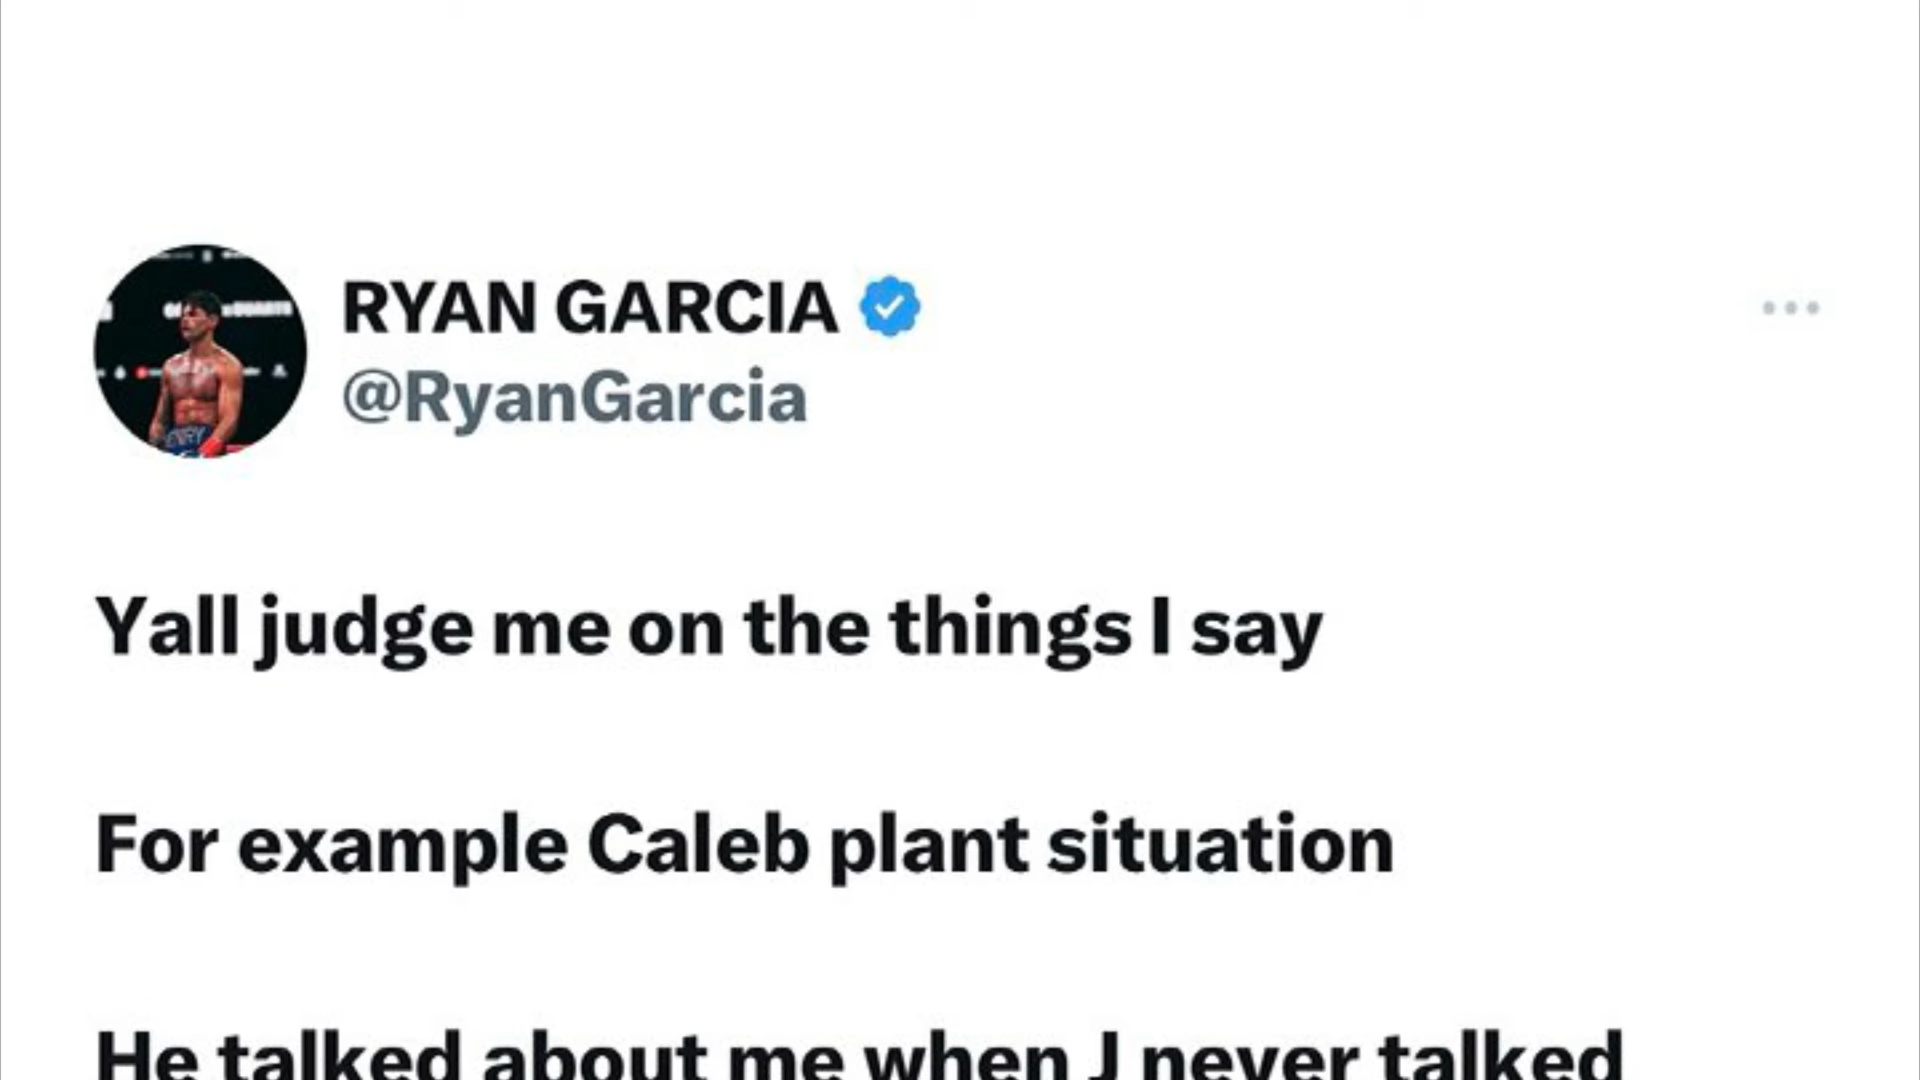 RYAN GARCIA
@RyanGarcia
Yall judge me on the things I say
For example Caleb plant situation
He talked about me when J never talked